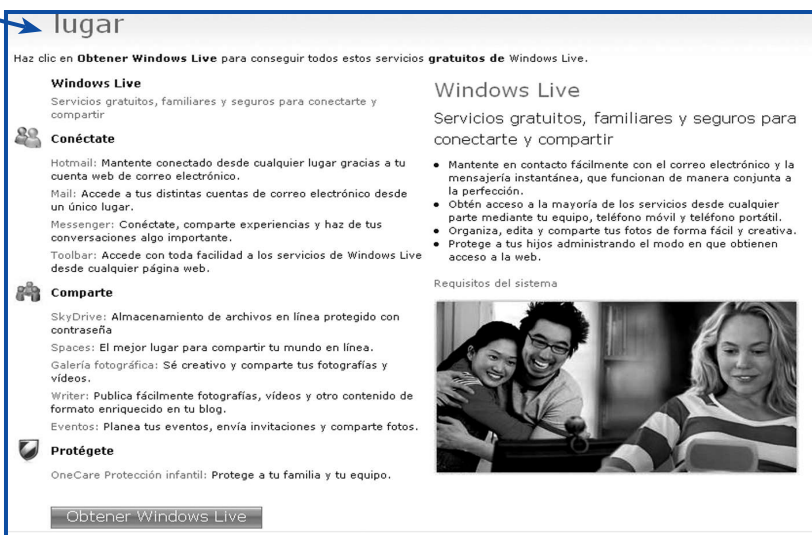 lugar
Haz clic en Obtener Windows Live para conseguir todos estos servicios gratuitos de Windows Live.
Windows Live
Servicios gratuitos, familiares y seguros para conectarte y
compartir
Conéctate
Hotmail: Mantente conectado desde cualquier lugar gracias a tu
cuenta web de correo electrónico.
Mail: Accede a tus distintas cuentas de correo electrónico desde
un único lugar.
Messenger: Conéctate, comparte experiencias y haz de tus
conversaciones algo importante.
Toolbar: Accede con toda facilidad a los servicios de Windows Live
desde cualquier página web.
Comparte
SkyDrive: Almacenamiento de archivos en línea protegido con
contraseña
Spaces: El mejor lugar para compartir tu mundo en línea.
Galería fotográfica: Sé creativo y comparte tus fotografías y
vídeos.
Writer: Publica fácilmente fotografías, vídeos y otro contenido de
formato enriquecido en tu blog.
Eventos: Planea tus eventos, envía invitaciones y comparte fotos.
Protégete
OneCare Protección infantil: Protege a tu familia y tu equipo.
Obtener Windows Live
Windows Live
Servicios gratuitos, familiares y seguros para
conectarte y compartir
• Mantente en contacto fácilmente con el correo electrónico y la
mensajería instantánea, que funcionan de manera conjunta a
la perfección.
• Obtén acceso a la mayoría de los servicios desde cualquier
parte mediante tu equipo, teléfono móvil y teléfono portátil.
• Organiza, edita y comparte tus fotos de forma fácil y creativa.
• Protege a tus hijos administrando el modo en que obtienen
acceso a la web.
Requisitos del sistema